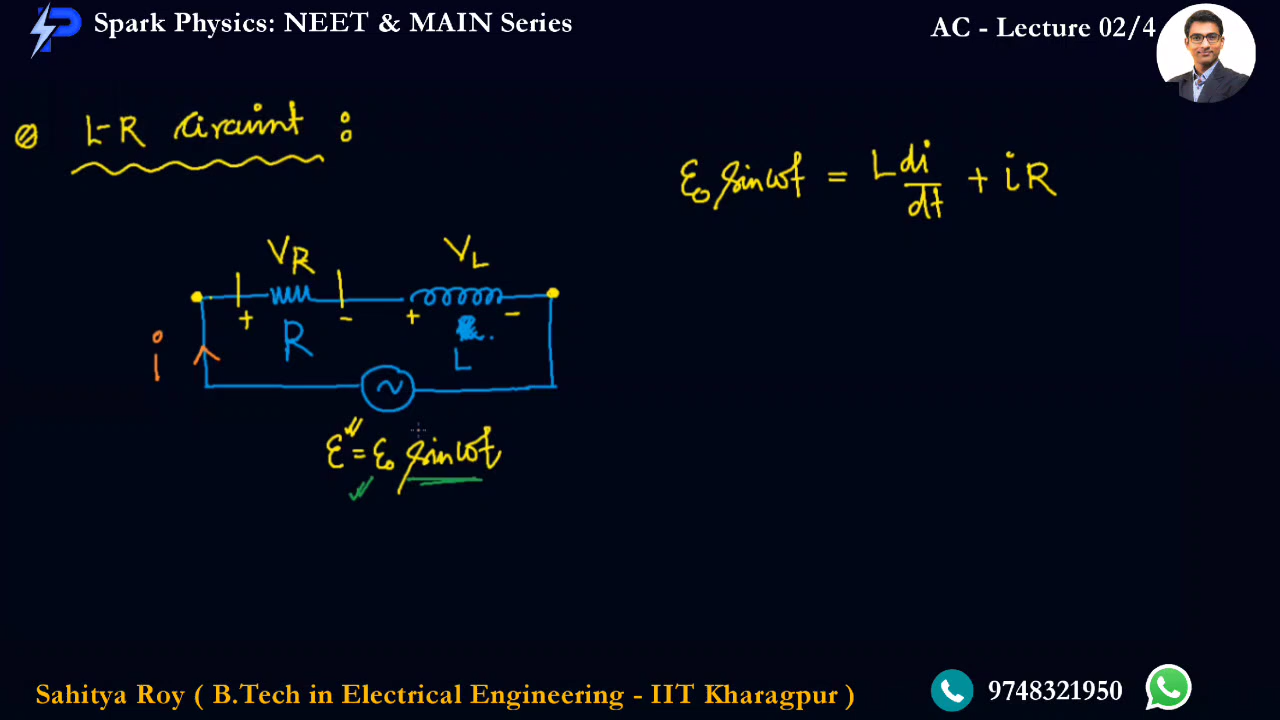 Spark Physics: NEET & MAIN Series
AC - Lecture 02/4
L-R Circuint :
ε₀ sinωt = L di/dt + iR
V_R
V_L
+
-
+
-
R
L
i
~
ε = ε₀ sinωt
Sahitya Roy ( B.Tech in Electrical Engineering - IIT Kharagpur )
9748321950